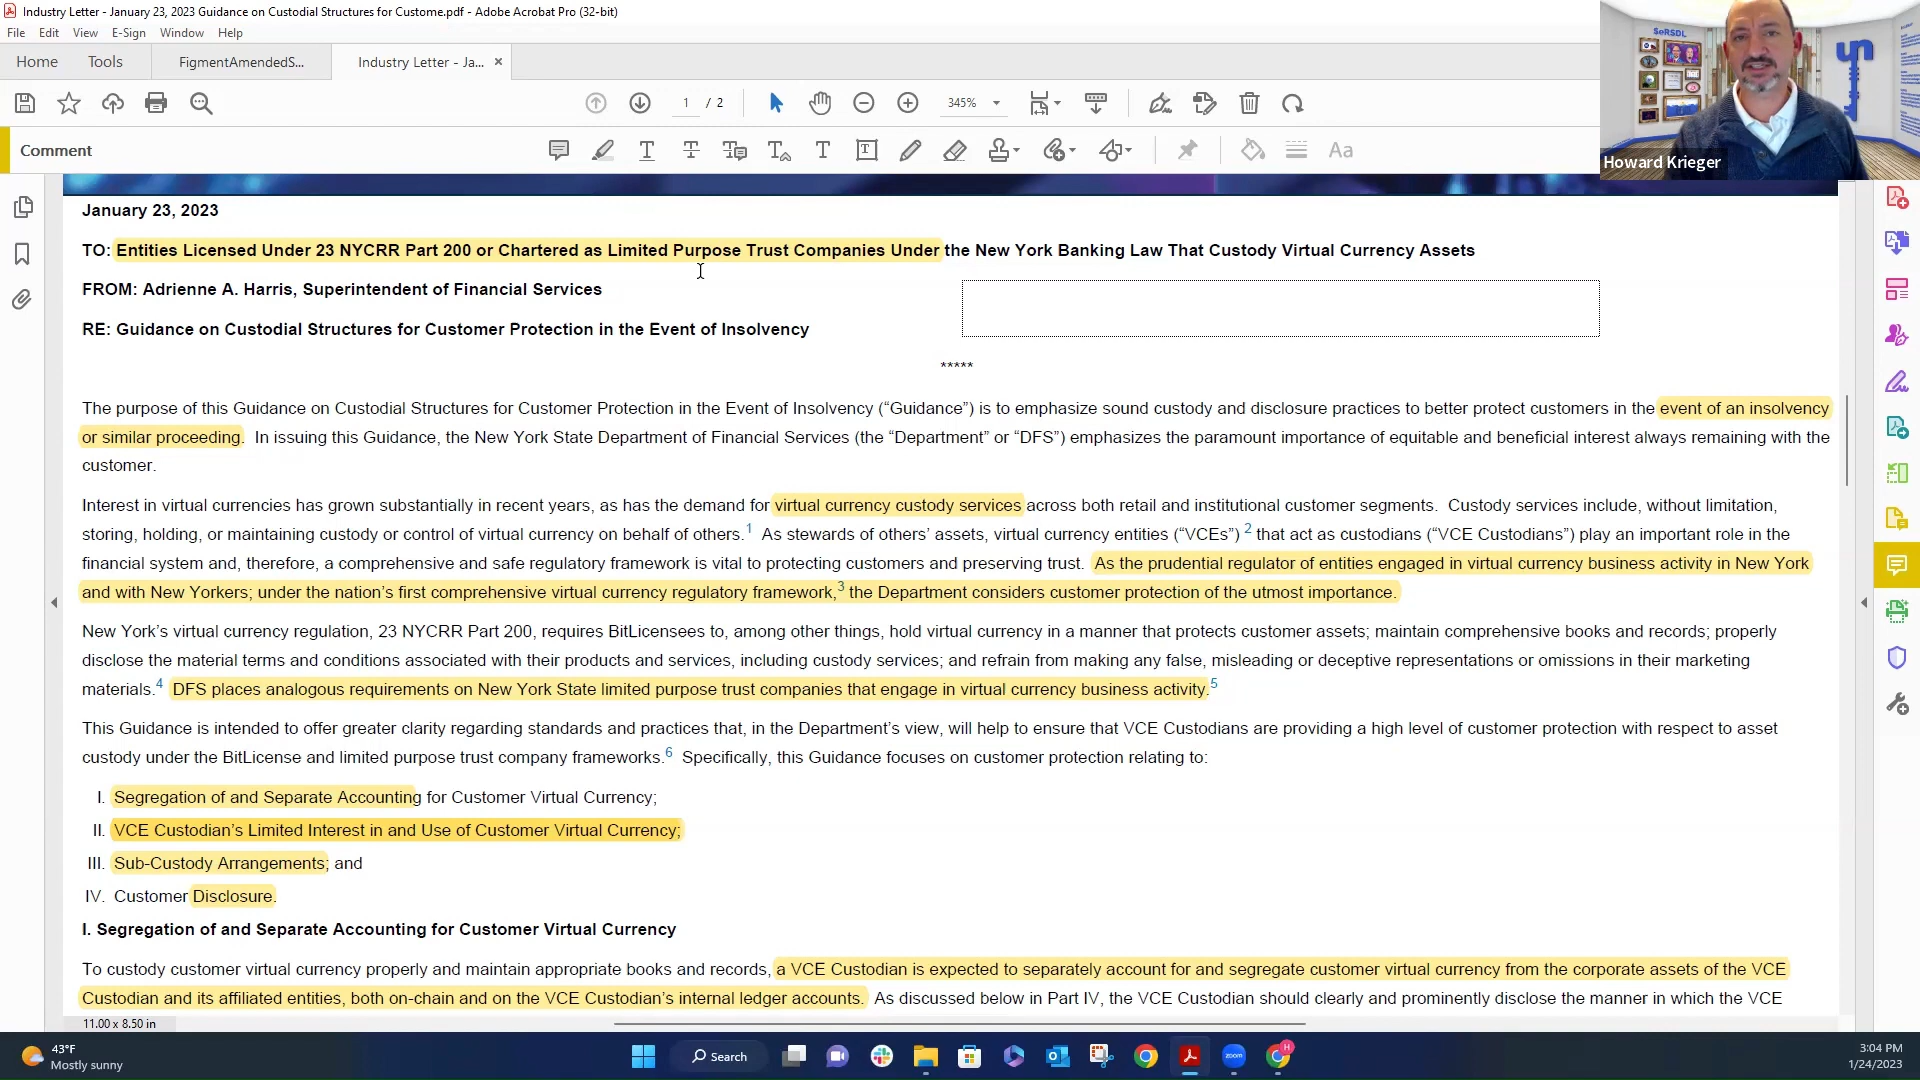 Industry Letter - January 23, 2023 Guidance on Custodial Structures for Custome.pdf - Adobe Acrobat Pro (32-bit)
File Edit View E-Sign Window Help
Home Tools FigmentAmendedS... Industry Letter - Ja... ×
1 / 2 345%
Comment
Aa
SeRSDL
Howard Krieger
January 23, 2023
TO: Entities Licensed Under 23 NYCRR Part 200 or Chartered as Limited Purpose Trust Companies Under the New York Banking Law That Custody Virtual Currency Assets
FROM: Adrienne A. Harris, Superintendent of Financial Services
RE: Guidance on Custodial Structures for Customer Protection in the Event of Insolvency
*****
The purpose of this Guidance on Custodial Structures for Customer Protection in the Event of Insolvency (“Guidance”) is to emphasize sound custody and disclosure practices to better protect customers in the event of an insolvency
or similar proceeding. In issuing this Guidance, the New York State Department of Financial Services (the “Department” or “DFS”) emphasizes the paramount importance of equitable and beneficial interest always remaining with the
customer.
Interest in virtual currencies has grown substantially in recent years, as has the demand for virtual currency custody services across both retail and institutional customer segments. Custody services include, without limitation,
storing, holding, or maintaining custody or control of virtual currency on behalf of others.1 As stewards of others’ assets, virtual currency entities (“VCEs”) 2 that act as custodians (“VCE Custodians”) play an important role in the
financial system and, therefore, a comprehensive and safe regulatory framework is vital to protecting customers and preserving trust. As the prudential regulator of entities engaged in virtual currency business activity in New York
and with New Yorkers; under the nation’s first comprehensive virtual currency regulatory framework,3 the Department considers customer protection of the utmost importance.
New York’s virtual currency regulation, 23 NYCRR Part 200, requires BitLicensees to, among other things, hold virtual currency in a manner that protects customer assets; maintain comprehensive books and records; properly
disclose the material terms and conditions associated with their products and services, including custody services; and refrain from making any false, misleading or deceptive representations or omissions in their marketing
materials.4 DFS places analogous requirements on New York State limited purpose trust companies that engage in virtual currency business activity.5
This Guidance is intended to offer greater clarity regarding standards and practices that, in the Department’s view, will help to ensure that VCE Custodians are providing a high level of customer protection with respect to asset
custody under the BitLicense and limited purpose trust company frameworks.6 Specifically, this Guidance focuses on customer protection relating to:
I. Segregation of and Separate Accounting for Customer Virtual Currency;
II. VCE Custodian’s Limited Interest in and Use of Customer Virtual Currency;
III. Sub-Custody Arrangements; and
IV. Customer Disclosure.
I. Segregation of and Separate Accounting for Customer Virtual Currency
To custody customer virtual currency properly and maintain appropriate books and records, a VCE Custodian is expected to separately account for and segregate customer virtual currency from the corporate assets of the VCE
Custodian and its affiliated entities, both on-chain and on the VCE Custodian’s internal ledger accounts. As discussed below in Part IV, the VCE Custodian should clearly and prominently disclose the manner in which the VCE
11.00 x 8.50 in
43°F
Mostly sunny
Search
zoom
H
3:04 PM
1/24/2023